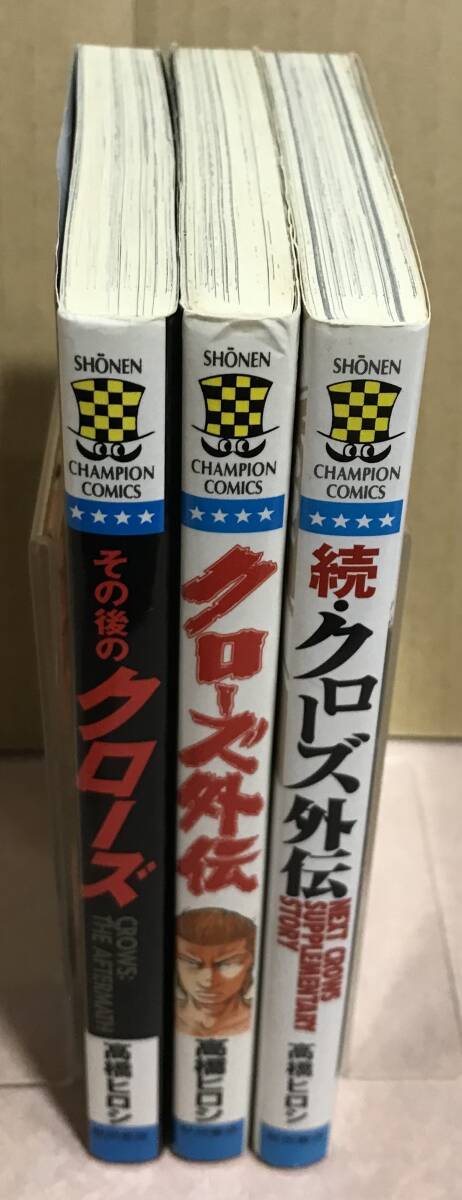 SHŌNEN
CHAMPION
COMICS
その後の
クローズ
CROWS:
THE AFTERMATH
高橋ヒロシ
SHŌNEN
CHAMPION
COMICS
クローズ外伝
高橋ヒロシ
SHŌNEN
CHAMPION
COMICS
続・クローズ外伝
NEXT CROWS
SUPPLEMENTARY
STORY
高橋ヒロシ